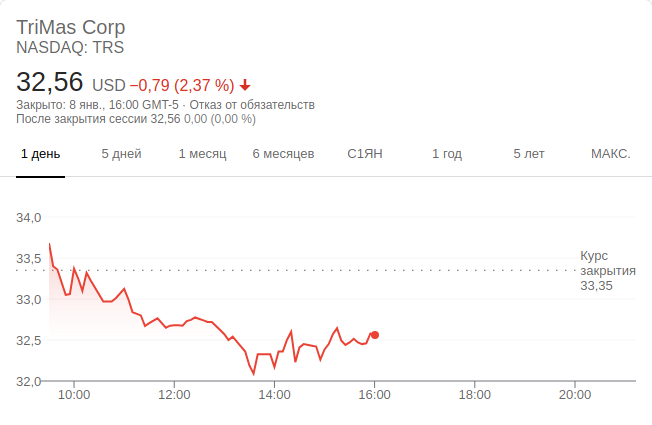 TriMas Corp
NASDAQ: TRS
32,56 USD −0,79 (2,37 %)
Закрыто: 8 янв., 16:00 GMT-5 · Отказ от обязательств
После закрытия сессии 32,56 0,00 (0,00 %)
1 день 5 дней 1 месяц 6 месяцев С1ЯН 1 год 5 лет МАКС.
34,0
33,5
33,0
32,5
32,0
Курс
закрытия
33,35
10:00 12:00 14:00 16:00 18:00 20:00